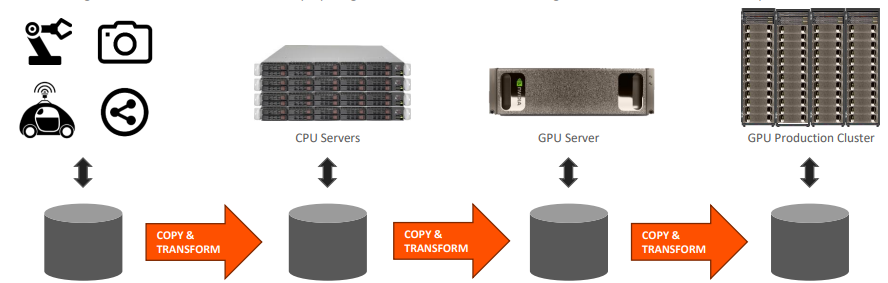 CPU Servers
GPU Server
GPU Production Cluster
COPY &
TRANSFORM
COPY &
TRANSFORM
COPY &
TRANSFORM